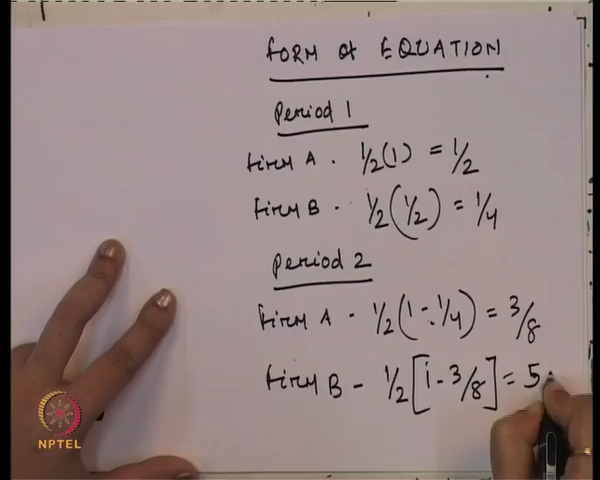 FORM of EQUATION
Period 1
Firm A - 1/2(1) = 1/2
Firm B - 1/2(1/2) = 1/4
Period 2
Firm A - 1/2(1-1/4) = 3/8
Firm B - 1/2[1-3/8] = 5
NPTEL